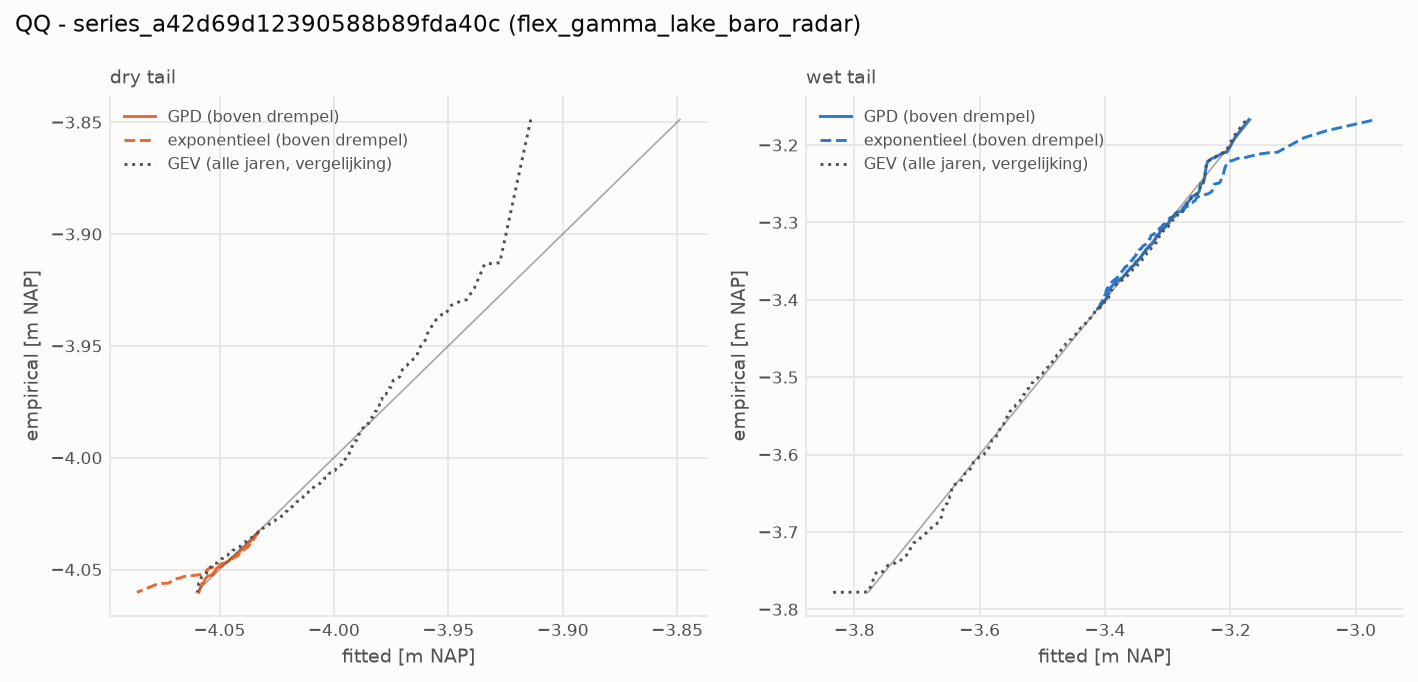 QQ - series_a42d69d12390588b89fda40c (flex_gamma_lake_baro_radar)
dry tail
GPD (boven drempel)
exponentieel (boven drempel)
GEV (alle jaren, vergelijking)
−3.85
−3.90
−3.95
−4.00
−4.05
empirical [m NAP]
−4.05 −4.00 −3.95 −3.90 −3.85
fitted [m NAP]
wet tail
GPD (boven drempel)
exponentieel (boven drempel)
GEV (alle jaren, vergelijking)
−3.2
−3.3
−3.4
−3.5
−3.6
−3.7
−3.8
empirical [m NAP]
−3.8 −3.6 −3.4 −3.2 −3.0
fitted [m NAP]